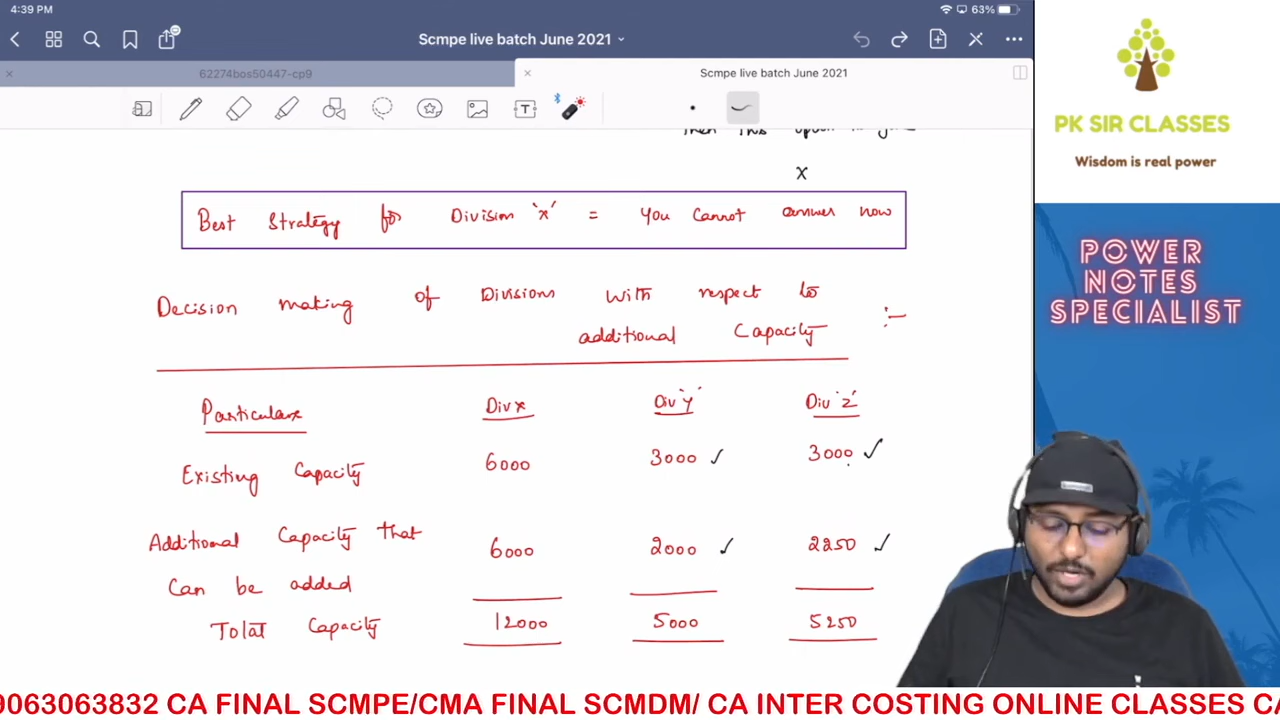 4:39 PM
63%
Scmpe live batch June 2021
62274bos50447-cp9
Scmpe live batch June 2021
Then this option is
x
Best Strategy for Division 'x' = You Cannot answer now
Decision making of Divisions With respect to
additional Capacity :-
Particulars Div x Div 'y' Div 'z'
Existing Capacity 6000 3000 ✓ 3000 ✓
Additional Capacity that
Can be added 6000 2000 ✓ 2250 ✓
Total Capacity 12000 5000 5250
PK SIR CLASSES
Wisdom is real power
POWER
NOTES
SPECIALIST
9063063832 CA FINAL SCMPE/CMA FINAL SCMDM/ CA INTER COSTING ONLINE CLASSES CA